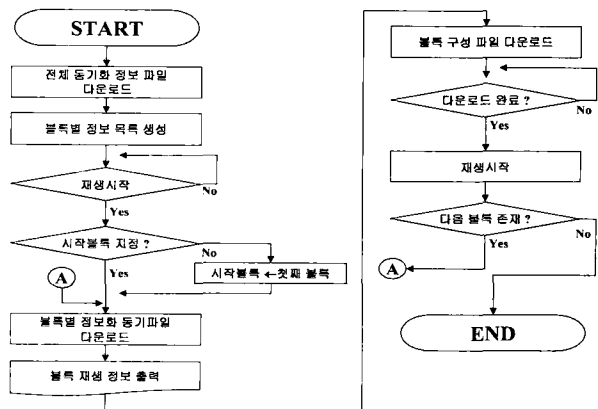 START
전체 동기화 정보 파일
다운로드
블록별 정보 목록 생성
재생시작
No
Yes
시작블록 지정 ?
No
Yes
시작블록 ←첫째 블록
A
블록별 정보화 동기파일
다운로드
블록 재생 정보 출력
블록 구성 파일 다운로드
다운로드 완료 ?
No
Yes
재생시작
다음 블록 존재 ?
No
Yes
A
END